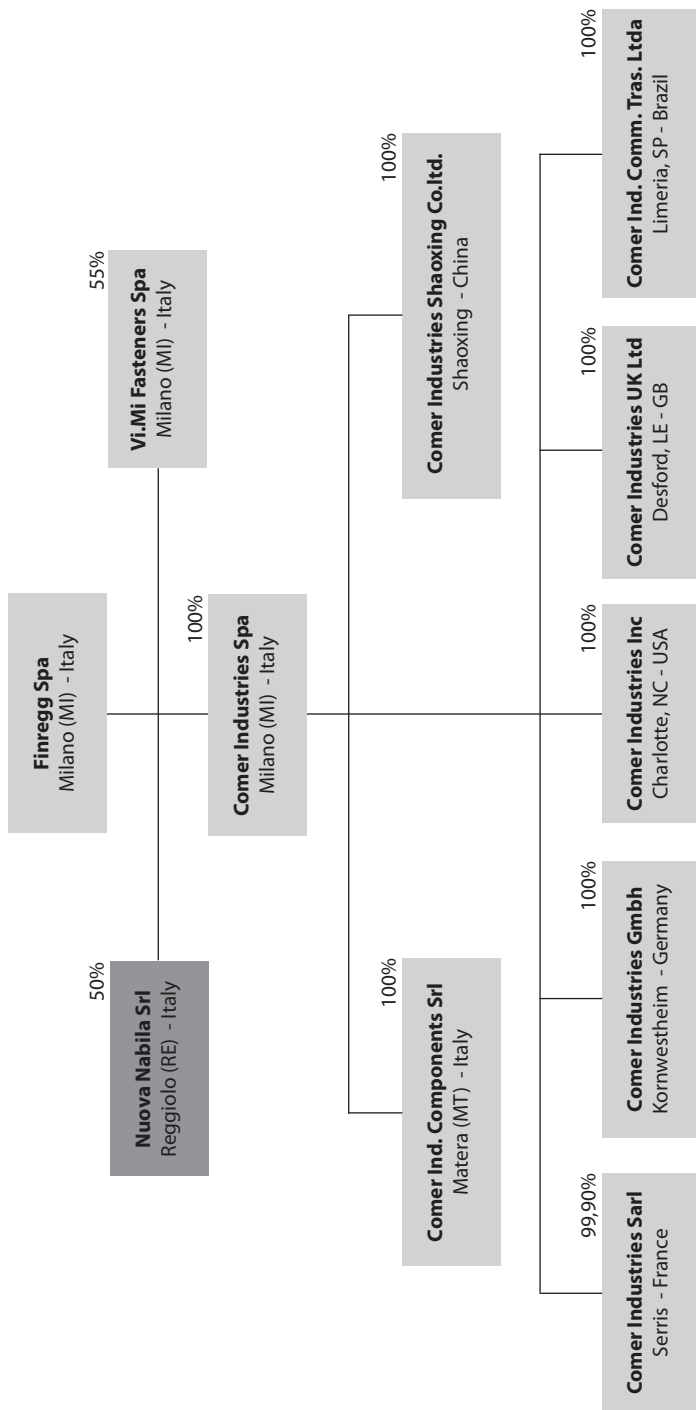 Finregg Spa
Milano (MI) - Italy
50%
Nuova Nabila Srl
Reggiolo (RE) - Italy
55%
Vi.Mi Fasteners Spa
Milano (MI) - Italy
100%
Comer Industries Spa
Milano (MI) - Italy
100%
Comer Ind. Components Srl
Matera (MT) - Italy
100%
Comer Industries Shaoxing Co.ltd.
Shaoxing - China
99,90%
Comer Industries Sarl
Serris - France
100%
Comer Industries Gmbh
Kornwestheim - Germany
100%
Comer Industries Inc
Charlotte, NC - USA
100%
Comer Industries UK Ltd
Desford, LE - GB
100%
Comer Ind. Comm. Tras. Ltda
Limeria, SP - Brazil